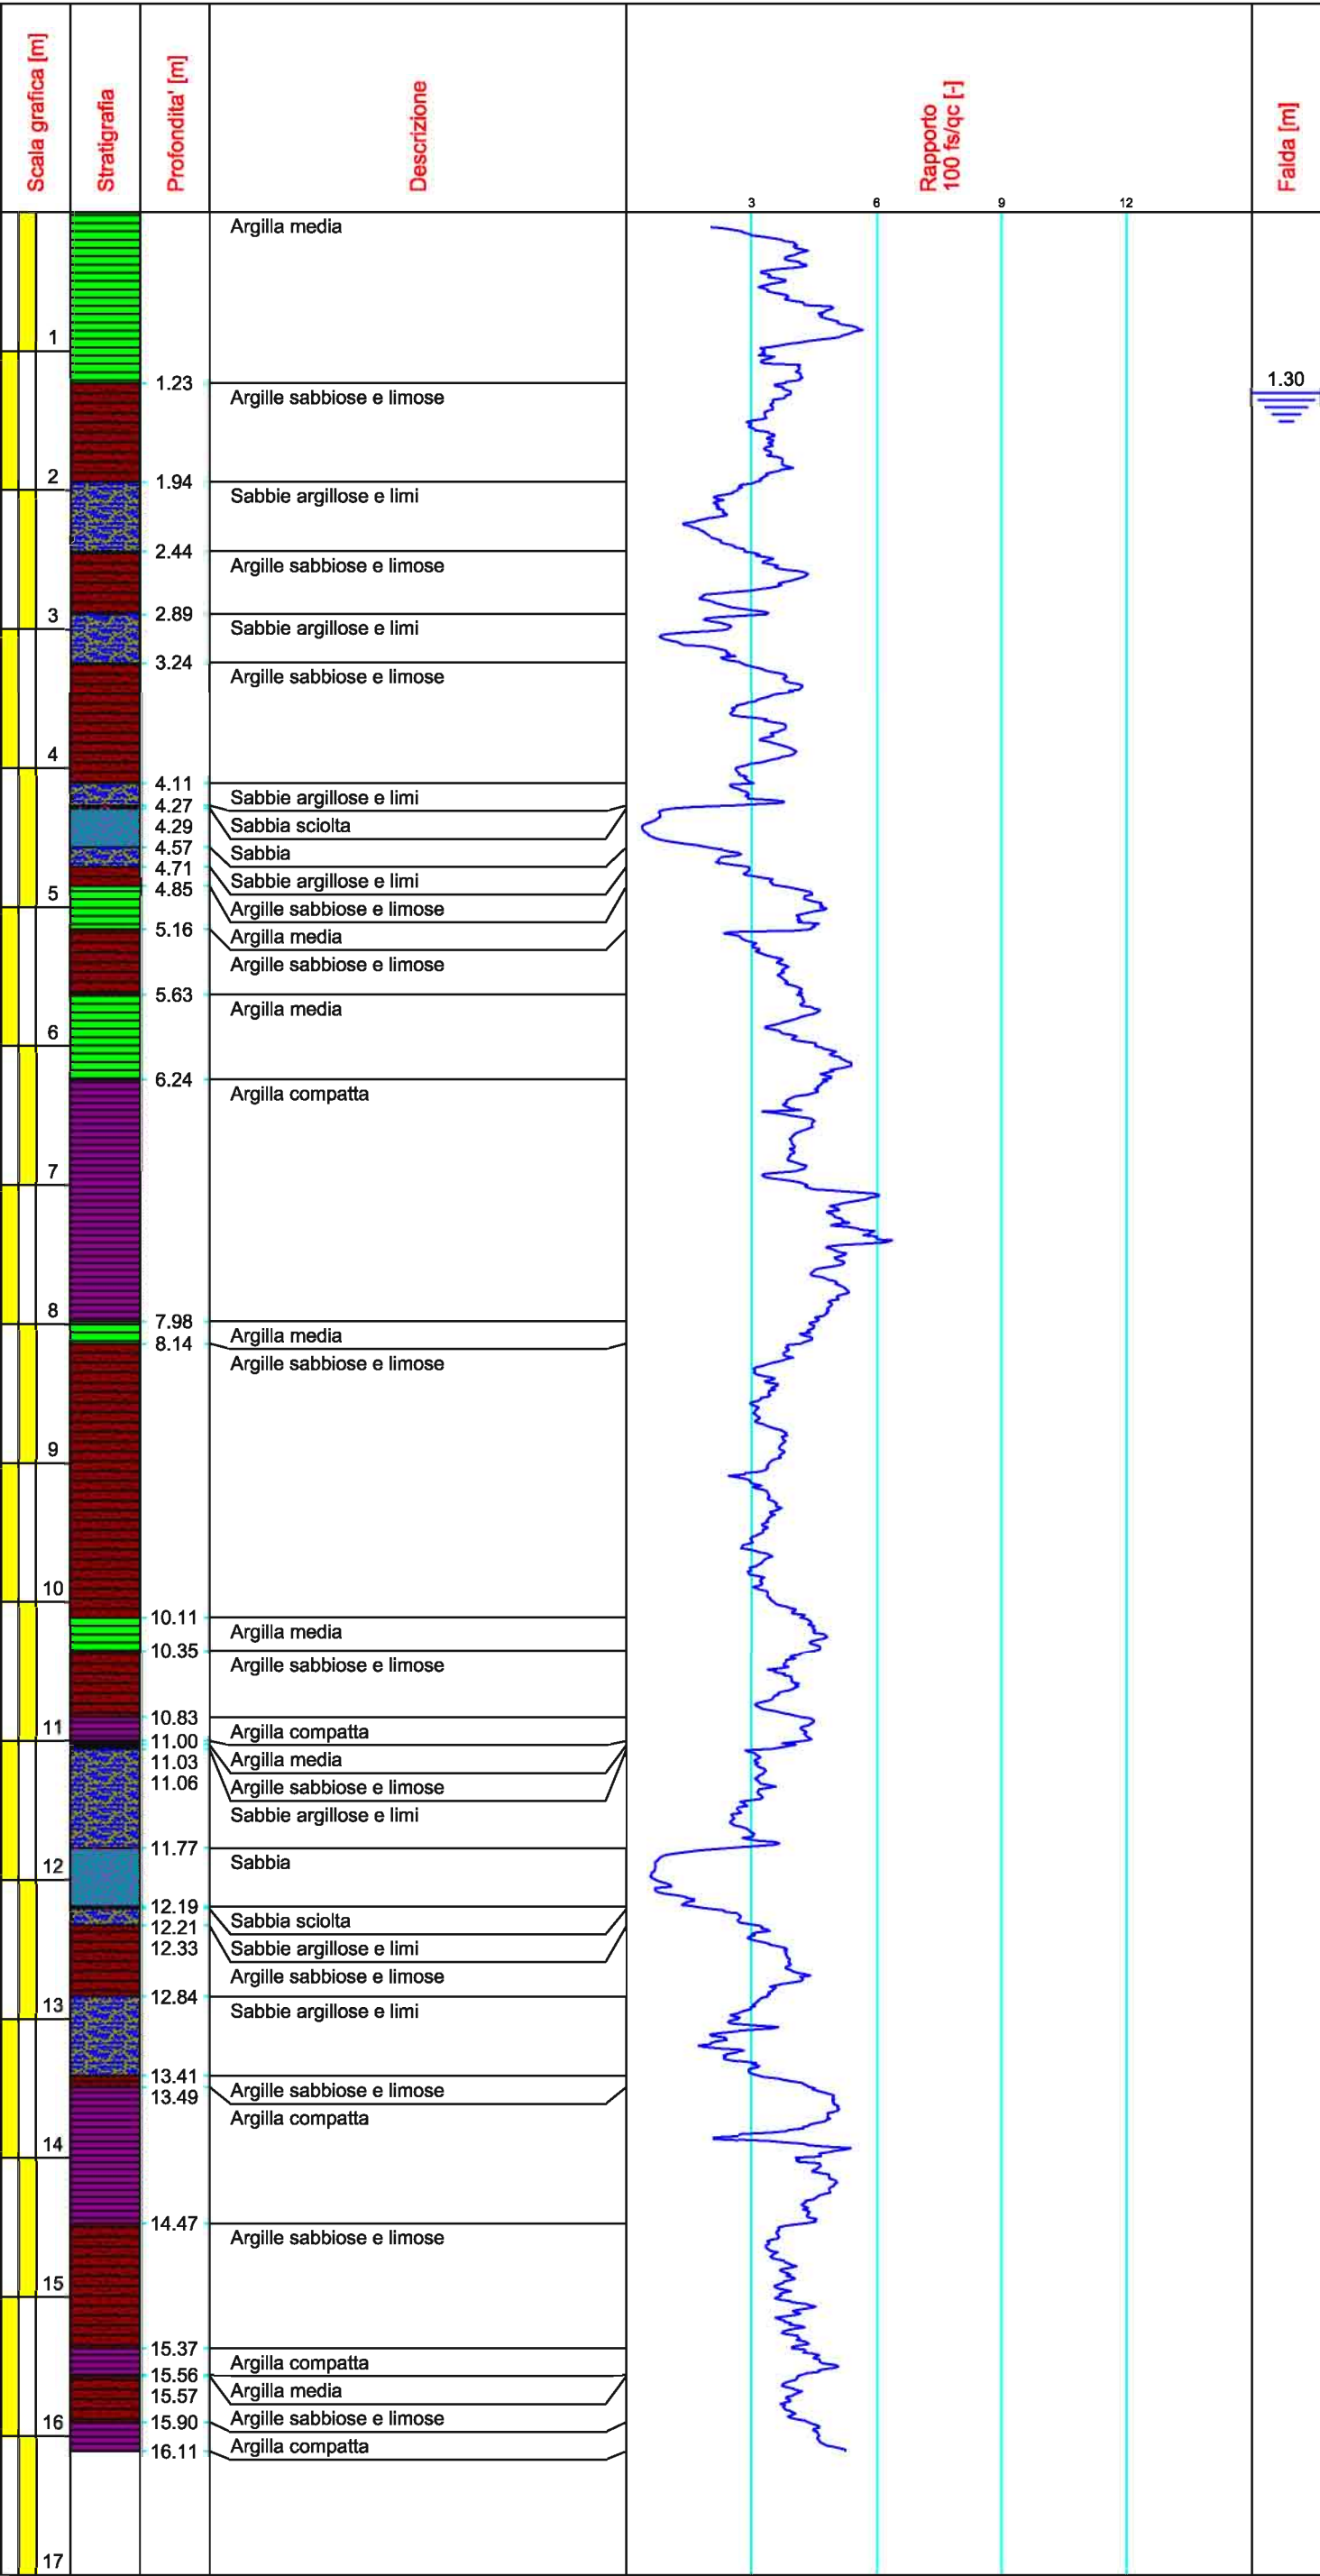 Scala grafica [m]
Stratigrafia
Profondita' [m]
Descrizione
Rapporto
100 fs/qc [-]
Falda [m]
3 6 9 12
Argilla media
1
1.23
1.30
Argille sabbiose e limose
2
1.94
Sabbie argillose e limi
2.44
Argille sabbiose e limose
3
2.89
Sabbie argillose e limi
3.24
Argille sabbiose e limose
4
4.11
Sabbie argillose e limi
4.27
Sabbia sciolta
4.29
4.57
Sabbia
4.71
Sabbie argillose e limi
5
4.85
Argille sabbiose e limose
5.16
Argilla media
Argille sabbiose e limose
5.63
Argilla media
6
6.24
Argilla compatta
7
8
7.98
Argilla media
8.14
Argille sabbiose e limose
9
10
10.11
Argilla media
10.35
Argille sabbiose e limose
10.83
11
Argilla compatta
11.00
Argilla media
11.03
11.06
Argille sabbiose e limose
Sabbie argillose e limi
11.77
12
Sabbia
12.19
Sabbia sciolta
12.21
12.33
Sabbie argillose e limi
Argille sabbiose e limose
12.84
13
Sabbie argillose e limi
13.41
Argille sabbiose e limose
13.49
Argilla compatta
14
14.47
Argille sabbiose e limose
15
15.37
Argilla compatta
15.56
Argilla media
15.57
16
15.90
Argille sabbiose e limose
16.11
Argilla compatta
17